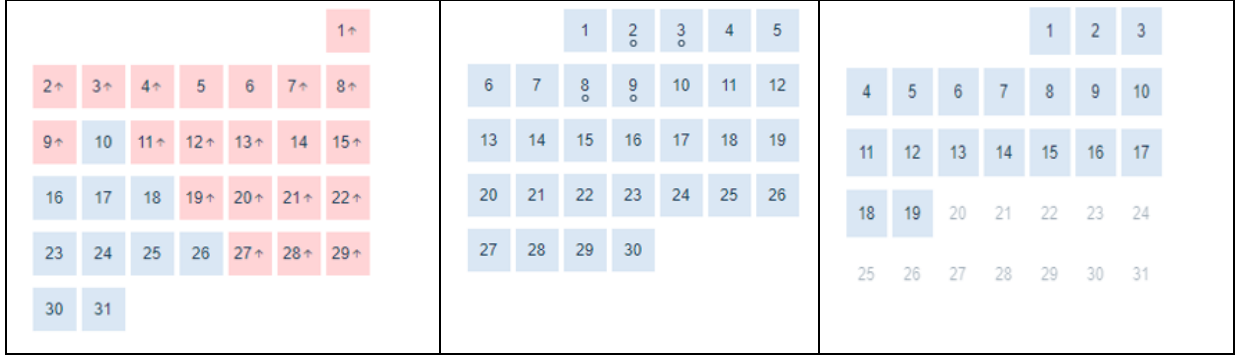 1↑
2↑ 3↑ 4↑ 5 6 7↑ 8↑
9↑ 10 11↑ 12↑ 13↑ 14 15↑
16 17 18 19↑ 20↑ 21↑ 22↑
23 24 25 26 27↑ 28↑ 29↑
30 31
1 2 3 4 5
6 7 8 9 10 11 12
13 14 15 16 17 18 19
20 21 22 23 24 25 26
27 28 29 30
1 2 3
4 5 6 7 8 9 10
11 12 13 14 15 16 17
18 19 20 21 22 23 24
25 26 27 28 29 30 31